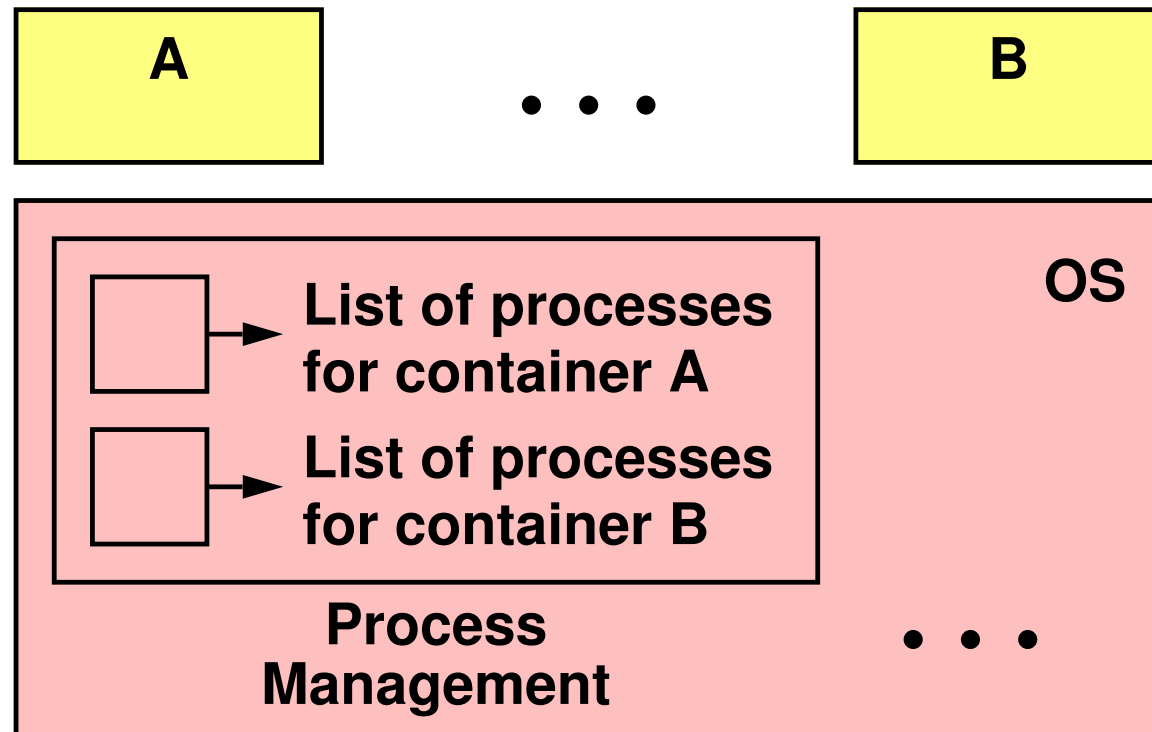 A
B
OS
List of processes
for container A
List of processes
for container B
Process
Management